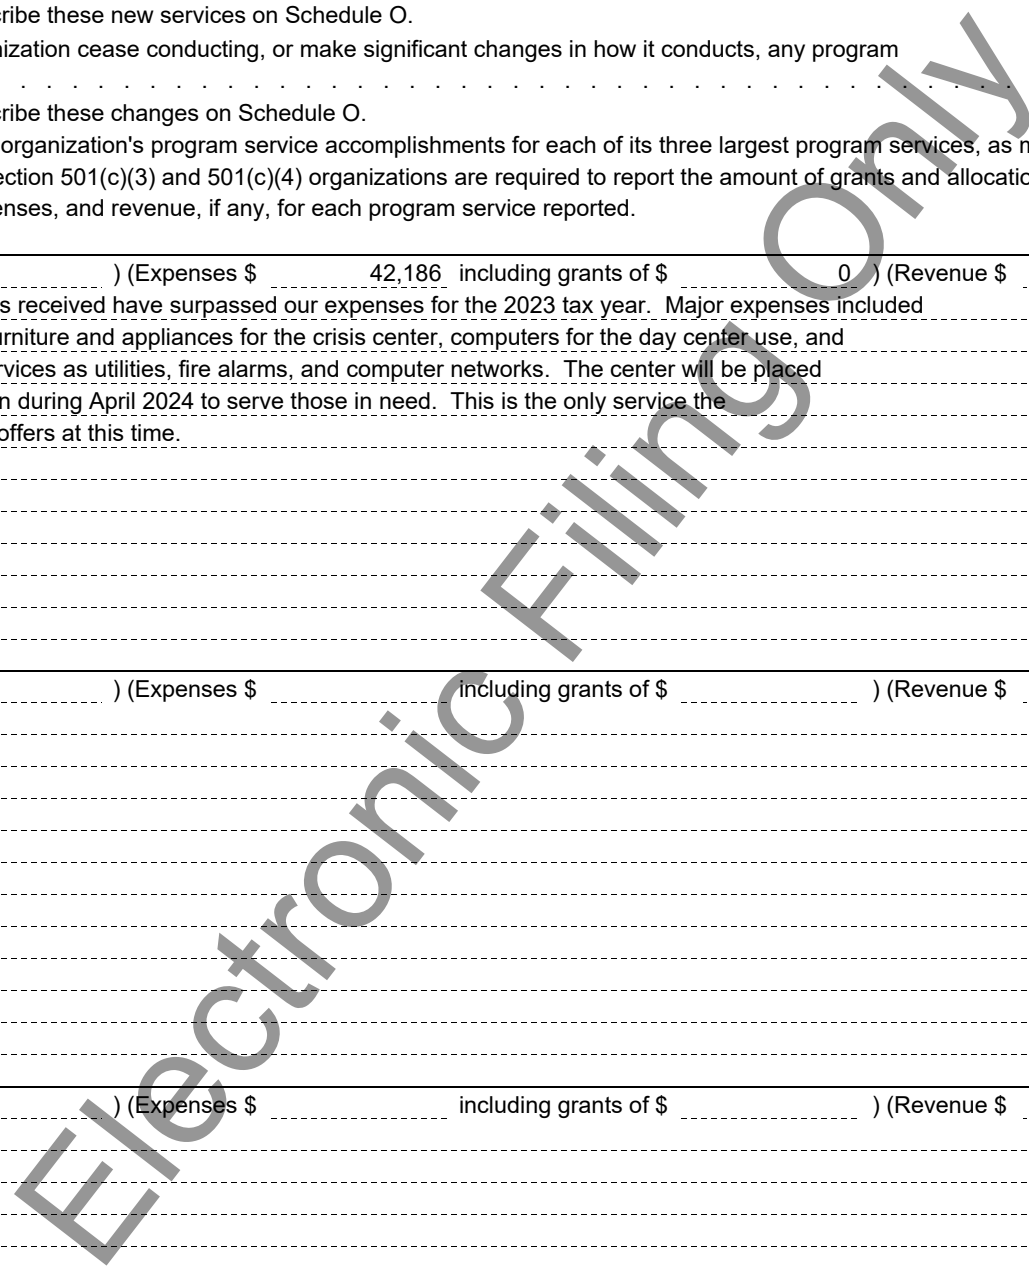 ribe these new services on Schedule O.
nization cease conducting, or make significant changes in how it conducts, any program
. . . . . . . . . . . . . . . . . . . . . . . . . . . . . . . . . . . . . . .
ribe these changes on Schedule O.
organization's program service accomplishments for each of its three largest program services, as m
ection 501(c)(3) and 501(c)(4) organizations are required to report the amount of grants and allocatio
enses, and revenue, if any, for each program service reported.
) (Expenses $ 42,186 including grants of $ 0 ) (Revenue $
s received have surpassed our expenses for the 2023 tax year. Major expenses included
urniture and appliances for the crisis center, computers for the day center use, and
rvices as utilities, fire alarms, and computer networks. The center will be placed
n during April 2024 to serve those in need. This is the only service the
offers at this time.
) (Expenses $ including grants of $ ) (Revenue $
) (Expenses $ including grants of $ ) (Revenue $
Electronic Filing Only